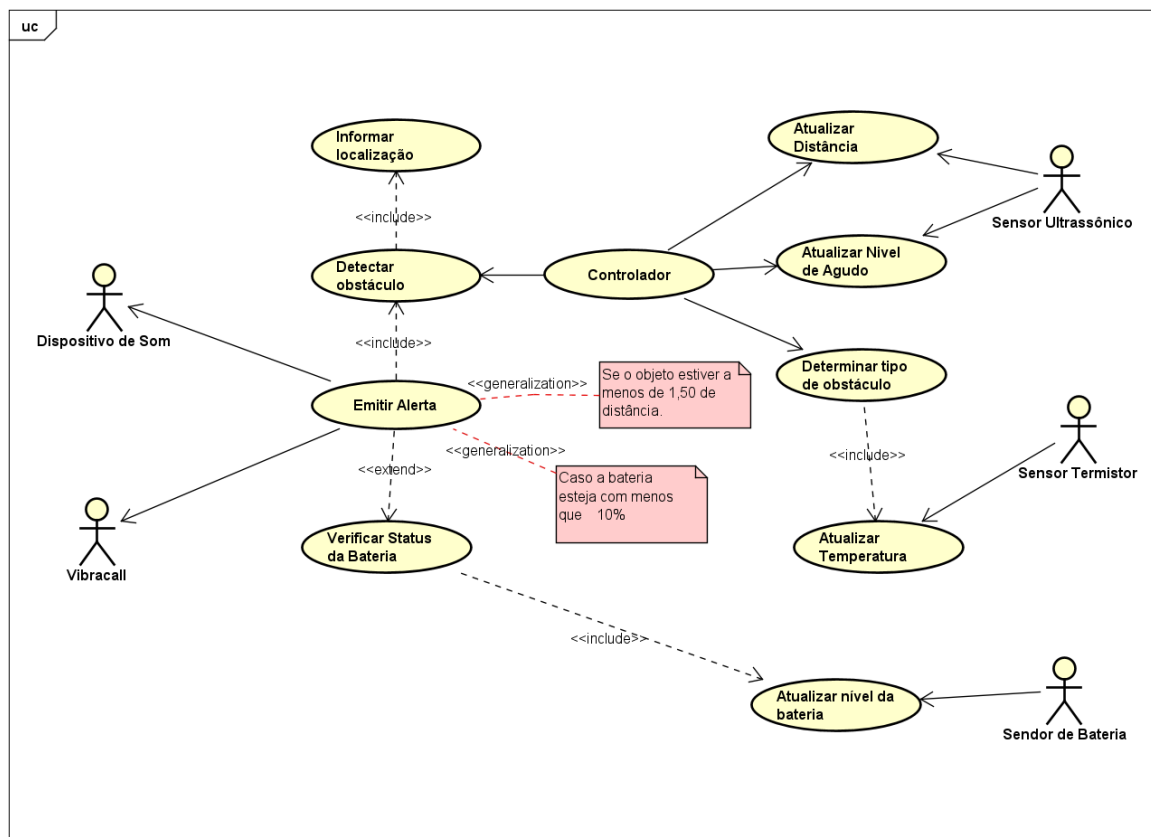 uc
Informar
localização
Atualizar
Distância
Sensor Ultrassônico
<<include>>
Detectar
obstáculo
Controlador
Atualizar Nivel
de Agudo
Dispositivo de Som
<<include>>
Emitir Alerta
<<generalization>>
Se o objeto estiver a
menos de 1,50 de
distância.
Determinar tipo
de obstáculo
<<generalization>>
<<extend>>
Caso a bateria
esteja com menos
que 10%
<<include>>
Sensor Termistor
Vibracall
Verificar Status
da Bateria
Atualizar
Temperatura
<<include>>
Atualizar nível da
bateria
Sendor de Bateria